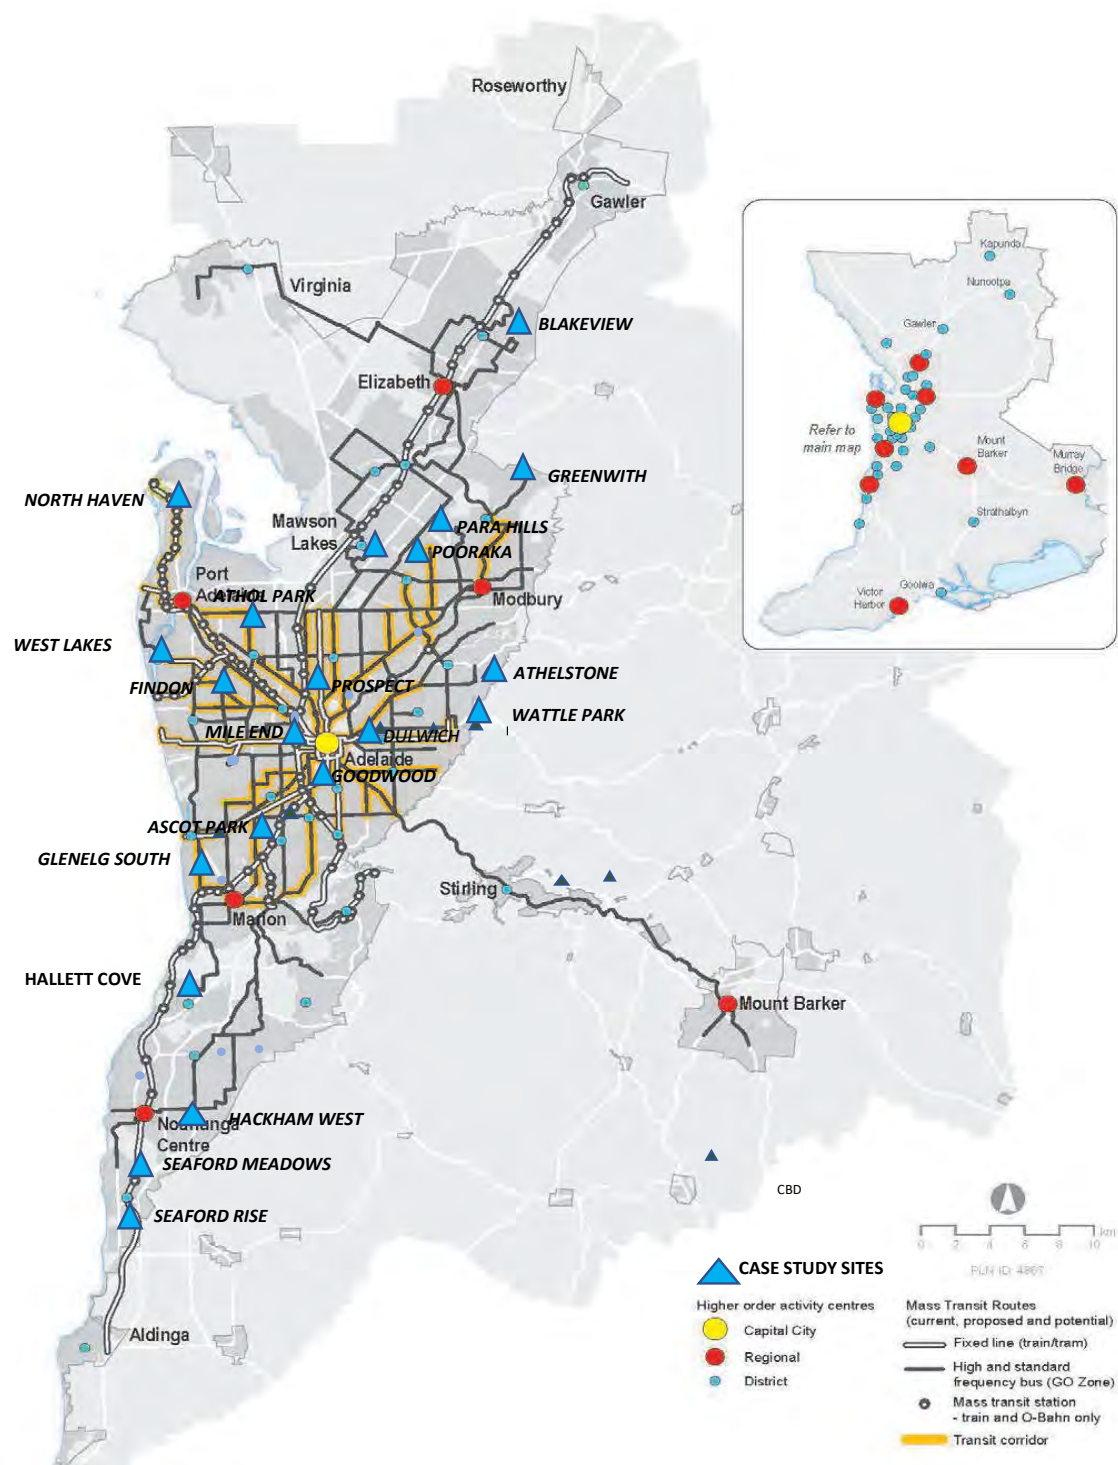 Roseworthy
Gawler
Virginia
BLAKEVIEW
Elizabeth
GREENWITH
NORTH HAVEN
PARA HILLS
Mawson
Lakes
POORAKA
Port
Modbury
ATHOL PARK
WEST LAKES
ATHELSTONE
FINDON
PROSPECT
WATTLE PARK
MILE END
DULWICH
Adelaide
GOODWOOD
ASCOT PARK
GLENELG SOUTH
Stirling
Marion
HALLETT COVE
Mount Barker
HACKHAM WEST
Centre
SEAFORD MEADOWS
SEAFORD RISE
Aldinga
Kapunda
Nuriootpa
Gawler
Refer to
main map
Mount
Barker
Murray
Bridge
Strathalbyn
Goolwa
Victor
Harbor
CBD
0 2 4 6 8 10 km
PLN ID: 4867
CASE STUDY SITES
Higher order activity centres
Capital City
Regional
District
Mass Transit Routes
(current, proposed and potential)
Fixed line (train/tram)
High and standard
frequency bus (GO Zone)
Mass transit station
- train and O-Bahn only
Transit corridor